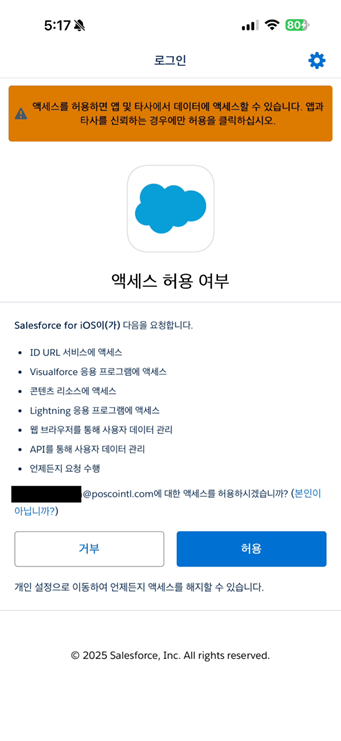 5:17
80
로그인
액세스를 허용하면 앱 및 타사에서 데이터에 액세스할 수 있습니다. 앱과
타사를 신뢰하는 경우에만 허용을 클릭하십시오.
액세스 허용 여부
Salesforce for iOS이(가) 다음을 요청합니다.
• ID URL 서비스에 액세스
• Visualforce 응용 프로그램에 액세스
• 콘텐츠 리소스에 액세스
• Lightning 응용 프로그램에 액세스
• 웹 브라우저를 통해 사용자 데이터 관리
• API를 통해 사용자 데이터 관리
• 언제든지 요청 수행
@poscointl.com에 대한 액세스를 허용하시겠습니까? (본인이
아닙니까?)
거부
허용
개인 설정으로 이동하여 언제든지 액세스를 해지할 수 있습니다.
© 2025 Salesforce, Inc. All rights reserved.